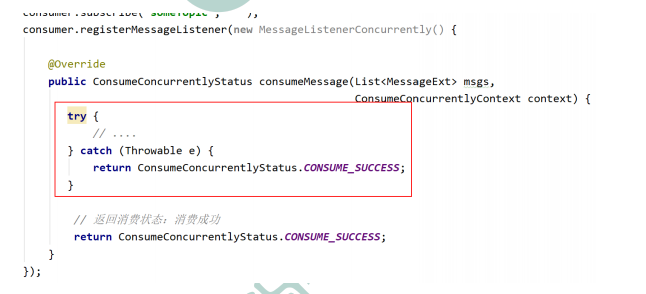 consumer.subscribe("someTopic", "*");
consumer.registerMessageListener(new MessageListenerConcurrently() {
@Override
public ConsumeConcurrentlyStatus consumeMessage(List<MessageExt> msgs,
ConsumeConcurrentlyContext context) {
try {
// ....
} catch (Throwable e) {
return ConsumeConcurrentlyStatus.CONSUME_SUCCESS;
}
// 返回消费状态：消费成功
return ConsumeConcurrentlyStatus.CONSUME_SUCCESS;
}
});